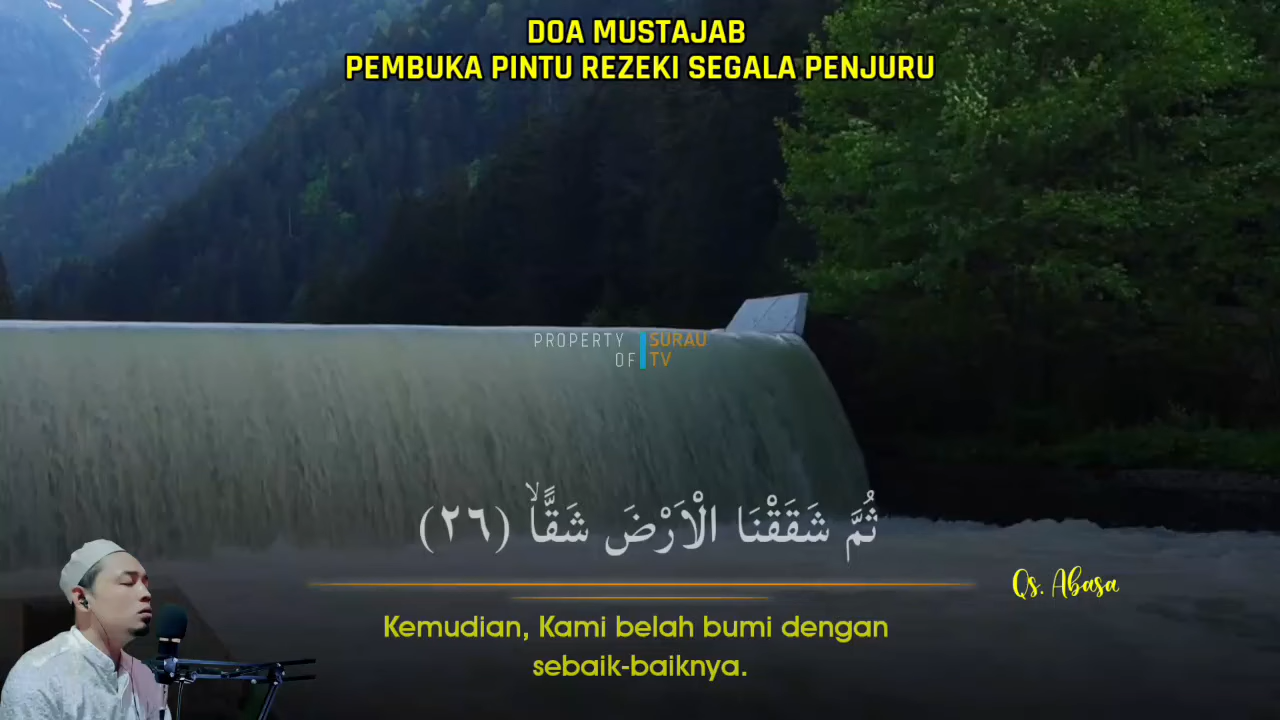 DOA MUSTAJAB
PEMBUKA PINTU REZEKI SEGALA PENJURU
PROPERTY OF SURAU TV
ثُمَّ شَقَقْنَا الْاَرْضَ شَقًّاۙ (٢٦)
Qs. Abasa
Kemudian, Kami belah bumi dengan
sebaik-baiknya.